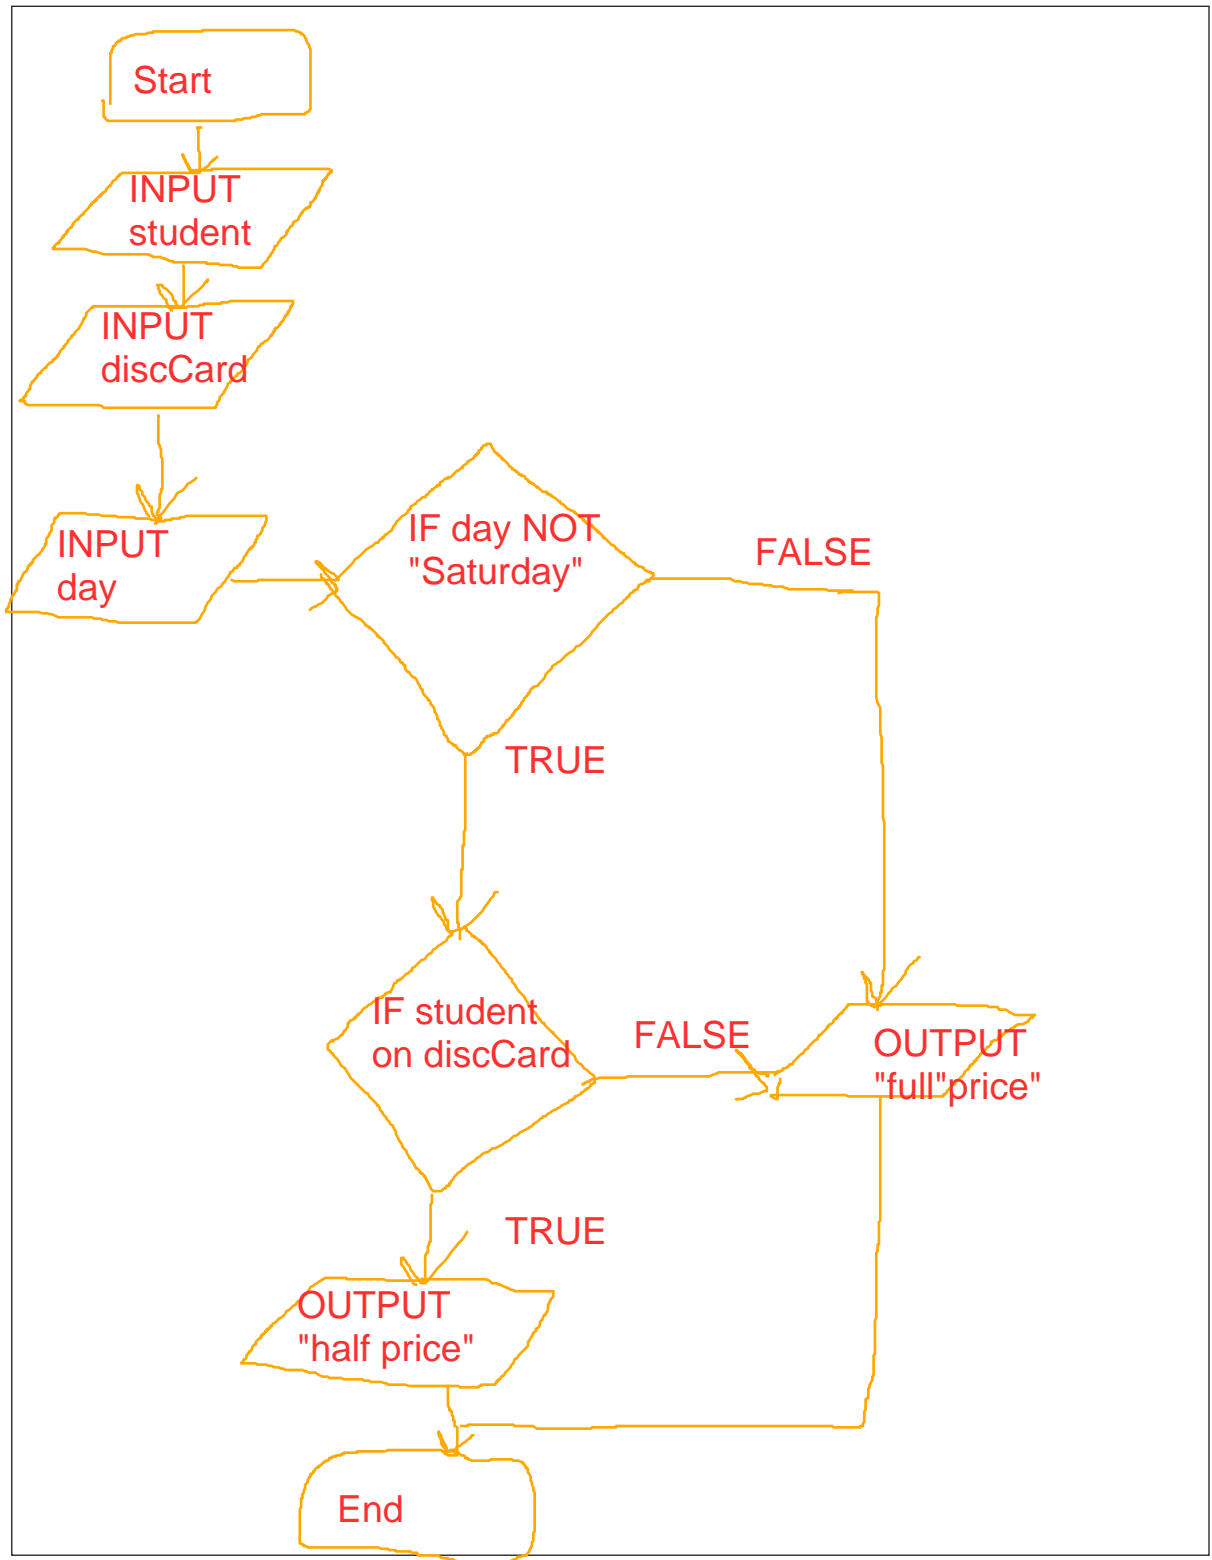 Start
INPUT
student
INPUT
discCard
INPUT
day
IF day NOT
"Saturday"
FALSE
TRUE
IF student
on discCard
FALSE
OUTPUT
"full"price"
TRUE
OUTPUT
"half price"
End